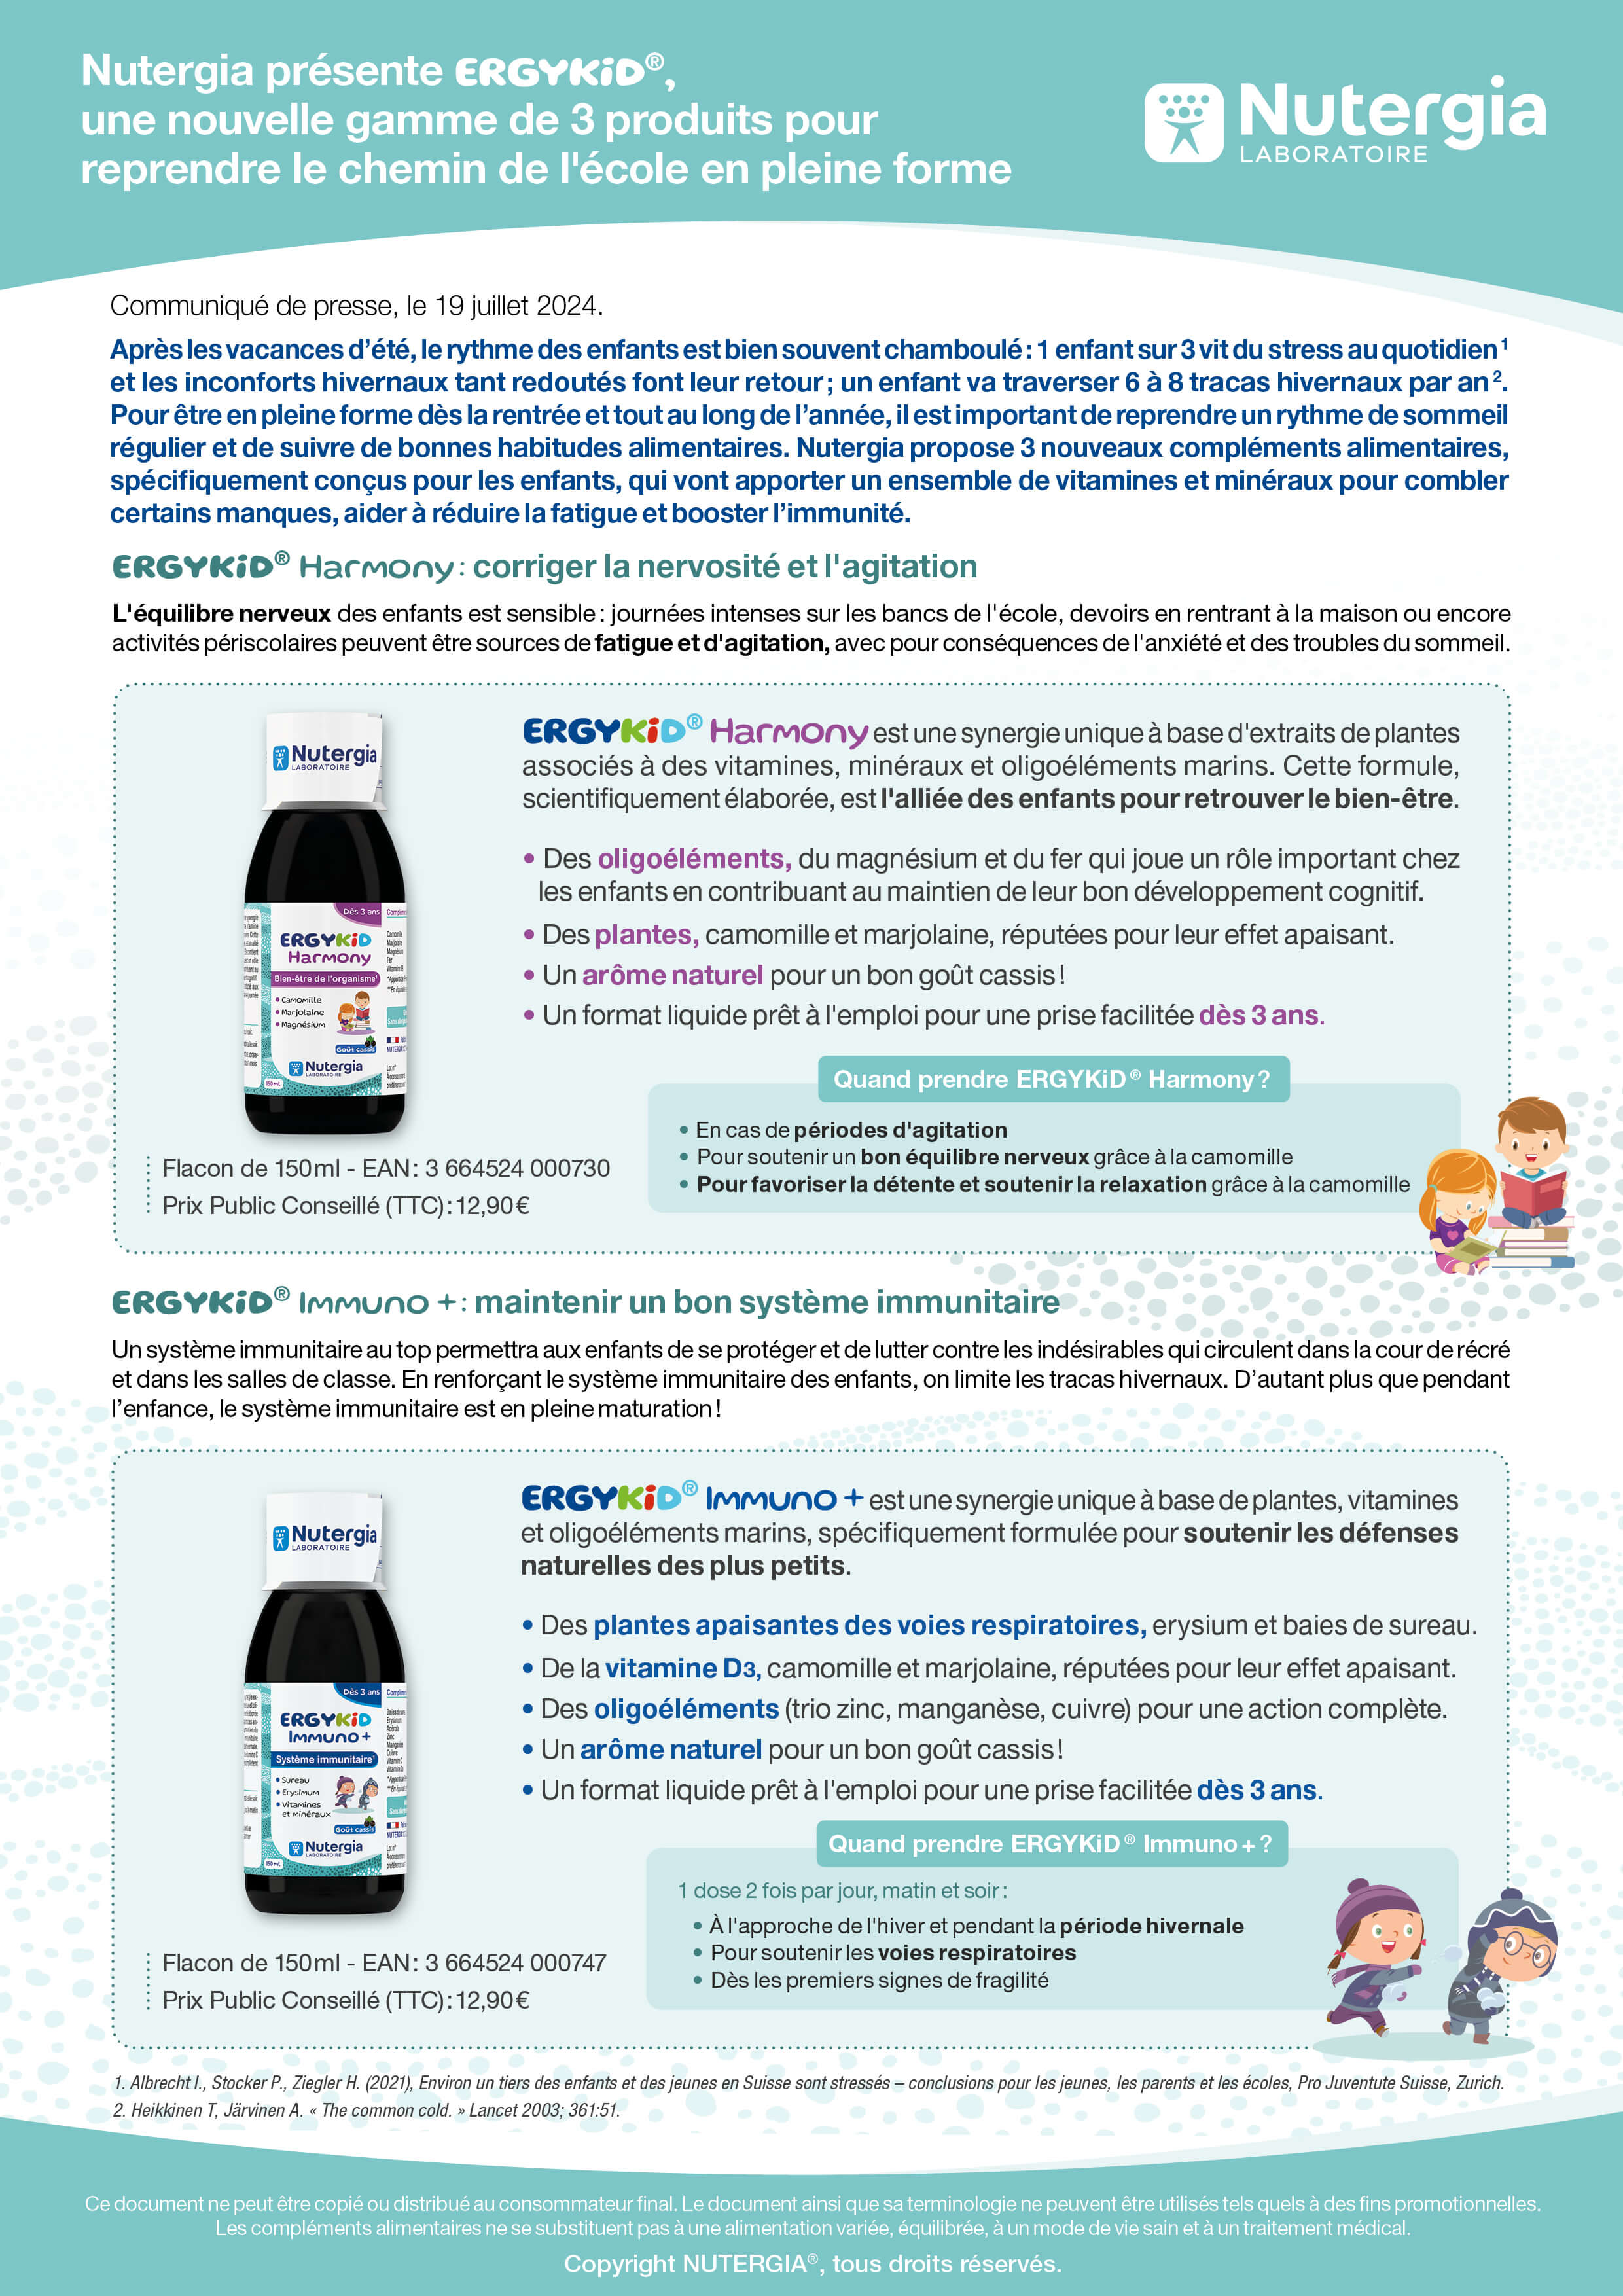 Nutergia présente ERGYKiD®,
une nouvelle gamme de 3 produits pour
reprendre le chemin de l'école en pleine forme
Nutergia
LABORATOIRE
Communiqué de presse, le 19 juillet 2024.
Après les vacances d’été, le rythme des enfants est bien souvent chamboulé : 1 enfant sur 3 vit du stress au quotidien¹
et les inconforts hivernaux tant redoutés font leur retour ; un enfant va traverser 6 à 8 tracas hivernaux par an².
Pour être en pleine forme dès la rentrée et tout au long de l’année, il est important de reprendre un rythme de sommeil
régulier et de suivre de bonnes habitudes alimentaires. Nutergia propose 3 nouveaux compléments alimentaires,
spécifiquement conçus pour les enfants, qui vont apporter un ensemble de vitamines et minéraux pour combler
certains manques, aider à réduire la fatigue et booster l’immunité.
ERGYKiD® Harmony : corriger la nervosité et l'agitation
L'équilibre nerveux des enfants est sensible : journées intenses sur les bancs de l'école, devoirs en rentrant à la maison ou encore
activités périscolaires peuvent être sources de fatigue et d'agitation, avec pour conséquences de l'anxiété et des troubles du sommeil.
Nutergia
LABORATOIRE
Dès 3 ans
ERGYKiD
Harmony
Bien-être de l'organisme¹
• Camomille
• Marjolaine
• Magnésium
Goût cassis
Nutergia
LABORATOIRE
150 mL
ERGYKiD® Harmony est une synergie unique à base d'extraits de plantes
associés à des vitamines, minéraux et oligoéléments marins. Cette formule,
scientifiquement élaborée, est l'alliée des enfants pour retrouver le bien-être.
• Des oligoéléments, du magnésium et du fer qui joue un rôle important chez
les enfants en contribuant au maintien de leur bon développement cognitif.
• Des plantes, camomille et marjolaine, réputées pour leur effet apaisant.
• Un arôme naturel pour un bon goût cassis !
• Un format liquide prêt à l'emploi pour une prise facilitée dès 3 ans.
Quand prendre ERGYKiD® Harmony ?
• En cas de périodes d'agitation
• Pour soutenir un bon équilibre nerveux grâce à la camomille
• Pour favoriser la détente et soutenir la relaxation grâce à la camomille
Flacon de 150 ml - EAN : 3 664524 000730
Prix Public Conseillé (TTC) : 12,90 €
ERGYKiD® Immuno + : maintenir un bon système immunitaire
Un système immunitaire au top permettra aux enfants de se protéger et de lutter contre les indésirables qui circulent dans la cour de récré
et dans les salles de classe. En renforçant le système immunitaire des enfants, on limite les tracas hivernaux. D’autant plus que pendant
l’enfance, le système immunitaire est en pleine maturation !
Nutergia
LABORATOIRE
Dès 3 ans
ERGYKiD
Immuno +
Système immunitaire¹
• Sureau
• Erysimum
• Vitamines
et minéraux
Goût cassis
Nutergia
LABORATOIRE
150 mL
ERGYKiD® Immuno + est une synergie unique à base de plantes, vitamines
et oligoéléments marins, spécifiquement formulée pour soutenir les défenses
naturelles des plus petits.
• Des plantes apaisantes des voies respiratoires, erysium et baies de sureau.
• De la vitamine D3, camomille et marjolaine, réputées pour leur effet apaisant.
• Des oligoéléments (trio zinc, manganèse, cuivre) pour une action complète.
• Un arôme naturel pour un bon goût cassis !
• Un format liquide prêt à l'emploi pour une prise facilitée dès 3 ans.
Quand prendre ERGYKiD® Immuno + ?
1 dose 2 fois par jour, matin et soir :
• À l'approche de l'hiver et pendant la période hivernale
• Pour soutenir les voies respiratoires
• Dès les premiers signes de fragilité
Flacon de 150 ml - EAN : 3 664524 000747
Prix Public Conseillé (TTC) : 12,90 €
1. Albrecht I., Stocker P., Ziegler H. (2021), Environ un tiers des enfants et des jeunes en Suisse sont stressés – conclusions pour les jeunes, les parents et les écoles, Pro Juventute Suisse, Zurich.
2. Heikkinen T, Järvinen A. « The common cold. » Lancet 2003; 361:51.
Ce document ne peut être copié ou distribué au consommateur final. Le document ainsi que sa terminologie ne peuvent être utilisés tels quels à des fins promotionnelles.
Les compléments alimentaires ne se substituent pas à une alimentation variée, équilibrée, à un mode de vie sain et à un traitement médical.
Copyright NUTERGIA®, tous droits réservés.